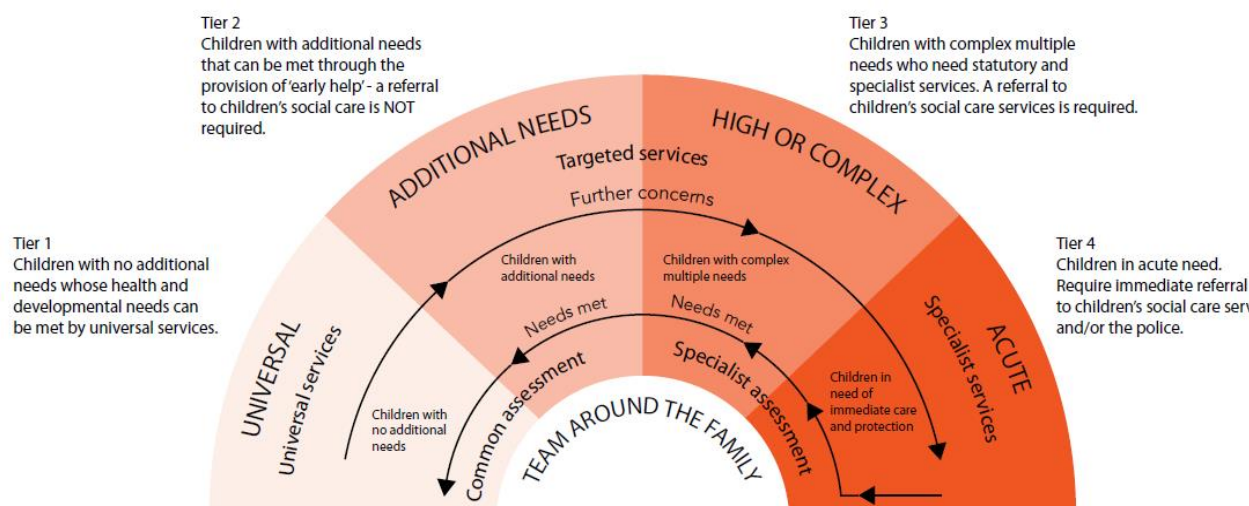 Tier 2
Children with additional needs
that can be met through the
provision of 'early help' - a referral
to children's social care is NOT
required.
Tier 3
Children with complex multiple
needs who need statutory and
specialist services. A referral to
children's social care services is required.
Tier 1
Children with no additional
needs whose health and
developmental needs can
be met by universal services.
Tier 4
Children in acute need.
Require immediate referral
to children's social care serv
and/or the police.
UNIVERSAL
Universal services
ADDITIONAL NEEDS
HIGH OR COMPLEX
Targeted services
Further concerns
ACUTE
Specialist services
Children with
additional needs
Children with complex
multiple needs
Needs met
Needs met
Children with
no additional
needs
Common assessment
Specialist assessment
Children in
need of
immediate care
and protection
TEAM AROUND THE FAMILY